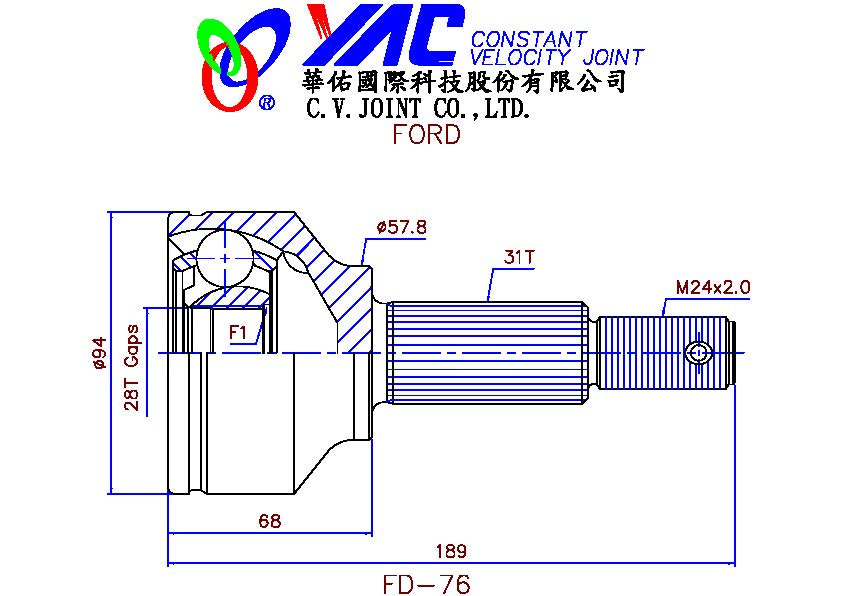 YAC CONSTANT
VELOCITY JOINT
®
華佑國際科技股份有限公司
C.V.JOINT CO.,LTD.
FORD
ø57.8
31T
M24x2.0
F1
ø94
28T Gaps
68
189
FD-76